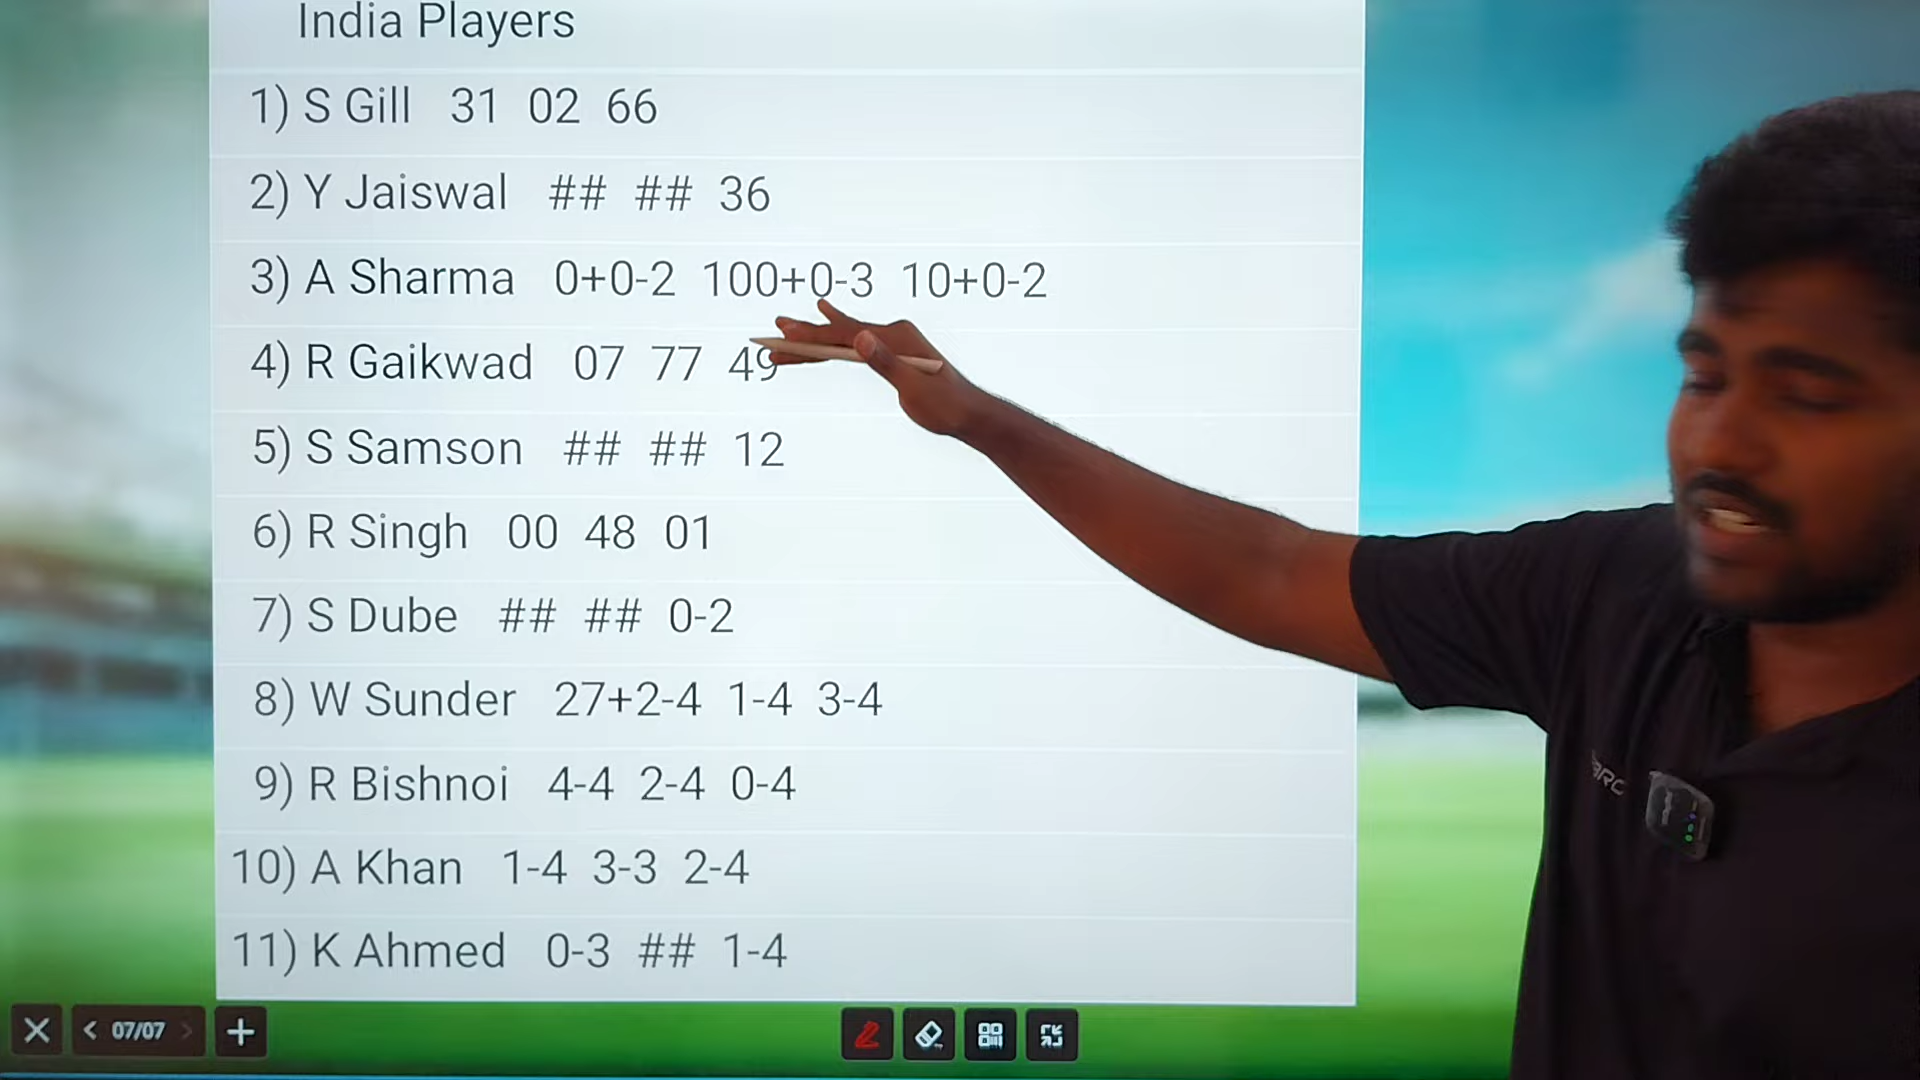 India Players
1) S Gill 31 02 66
2) Y Jaiswal ## ## 36
3) A Sharma 0+0-2 100+0-3 10+0-2
4) R Gaikwad 07 77 49
5) S Samson ## ## 12
6) R Singh 00 48 01
7) S Dube ## ## 0-2
8) W Sunder 27+2-4 1-4 3-4
9) R Bishnoi 4-4 2-4 0-4
10) A Khan 1-4 3-3 2-4
11) K Ahmed 0-3 ## 1-4
07/07